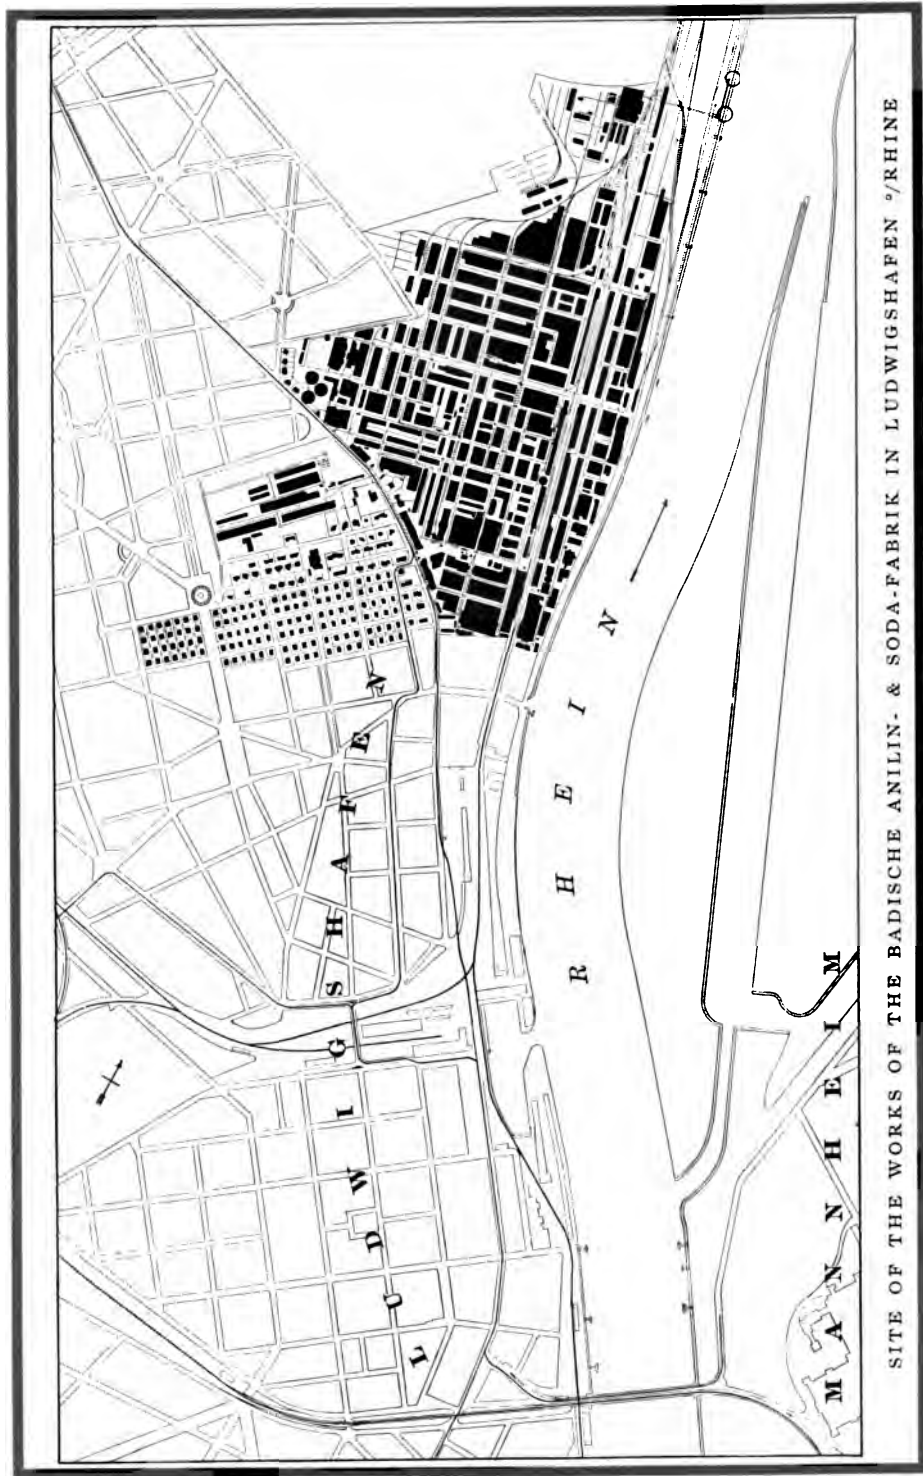 LUDWIGSHAFEN
RHEIN
MANNHEIM
SITE OF THE WORKS OF THE BADISCHE ANILIN- & SODA-FABRIK IN LUDWIGSHAFEN º/RHINE